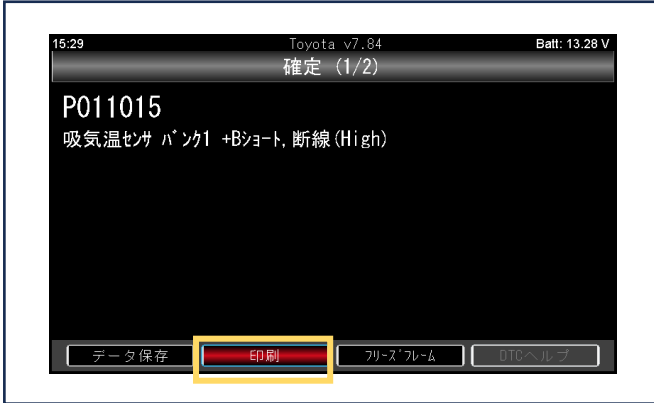 15:29 Toyota v7.84 Batt: 13.28 V
確定 (1/2)
P011015
吸気温ｾﾝｻ ﾊﾞﾝｸ1 +Bｼｮｰﾄ,断線(High)
データ保存 印刷 ﾌﾘｰｽﾞﾌﾚｰﾑ DTCヘルプ